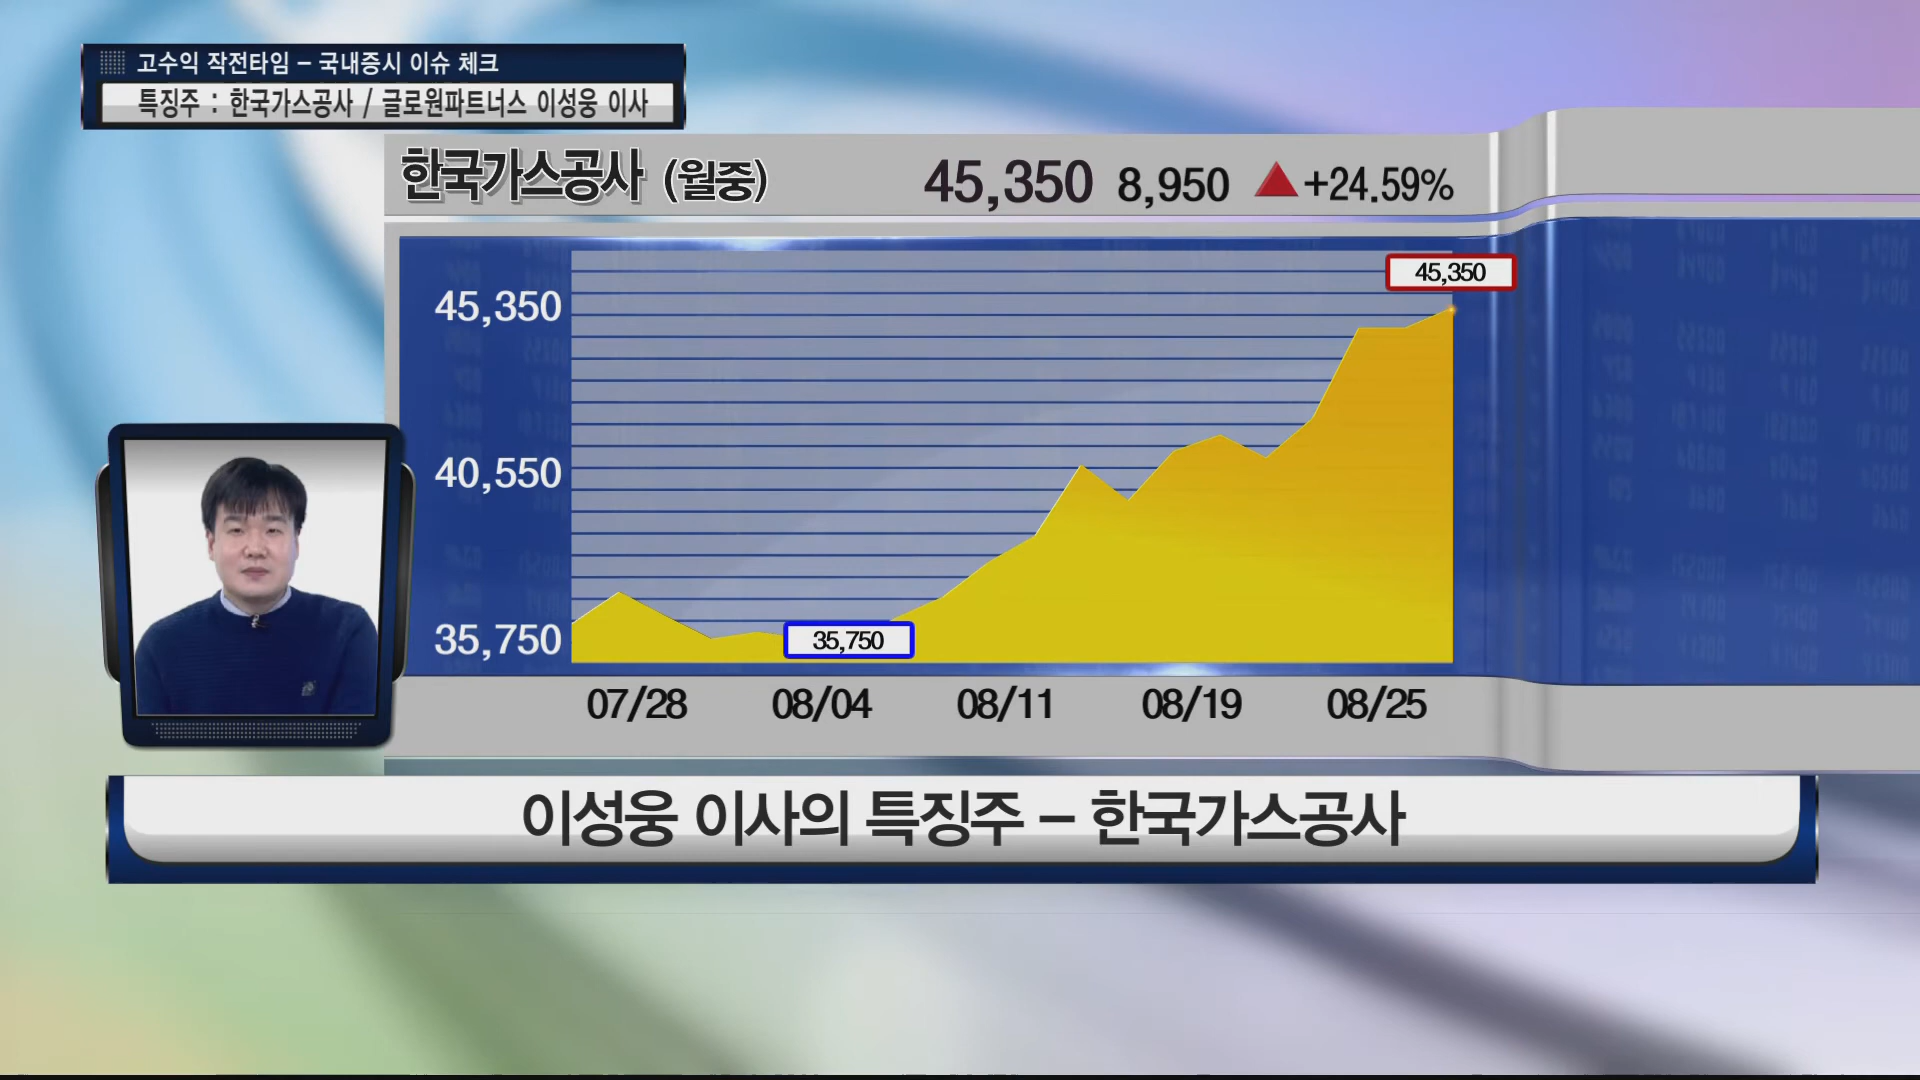 고수익 작전타임 – 국내증시 이슈 체크
특징주 : 한국가스공사 / 글로원파트너스 이성웅 이사
한국가스공사 (월중) 45,350 8,950 ▲+24.59%
45,350
45,350
40,550
35,750
35,750
07/28 08/04 08/11 08/19 08/25
이성웅 이사의 특징주 – 한국가스공사